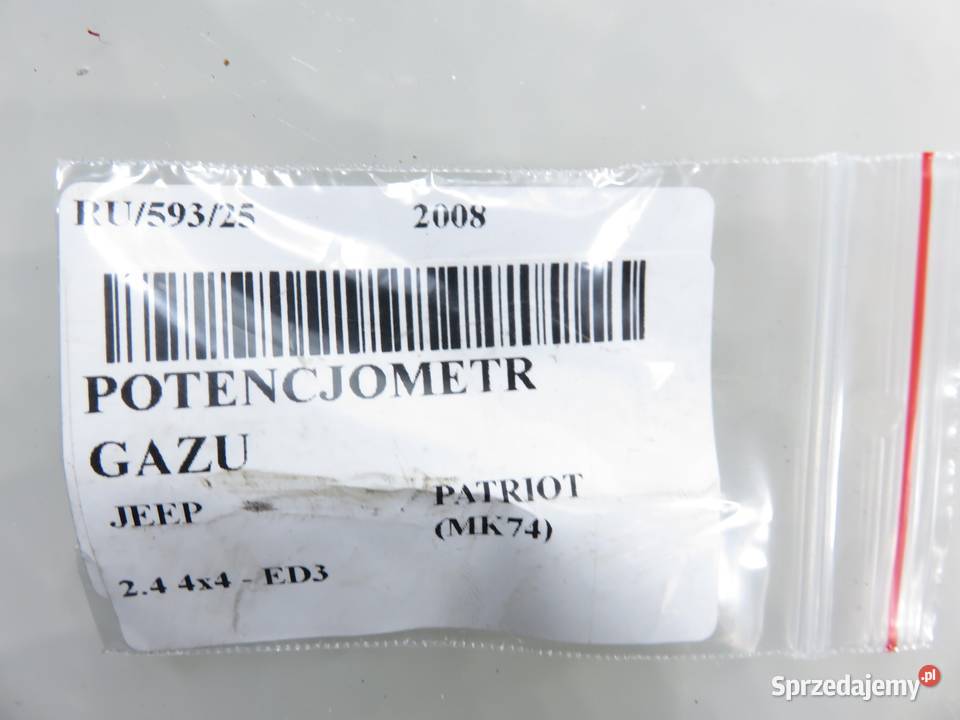 RU/593/25 2008
POTENCJOMETR
GAZU
JEEP PATRIOT
(MK74)
2.4 4x4 - ED3
Sprzedajemy.pl